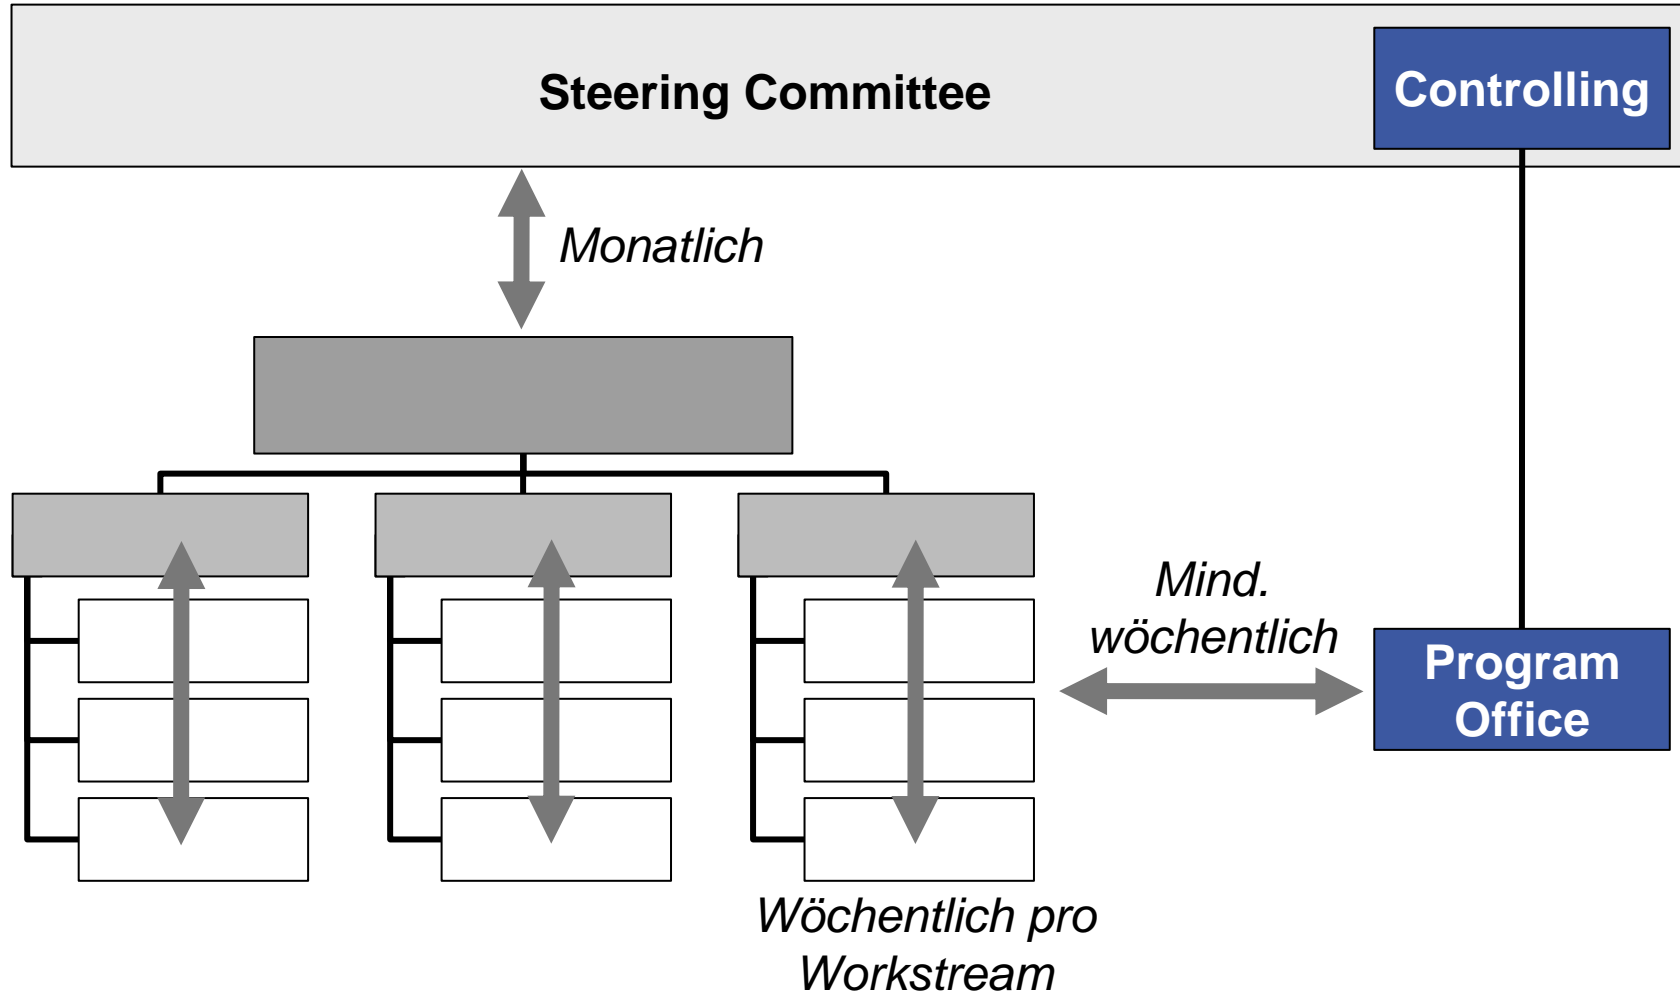 Steering Committee
Controlling
Monatlich
Mind.
wöchentlich
Program
Office
Wöchentlich pro
Workstream